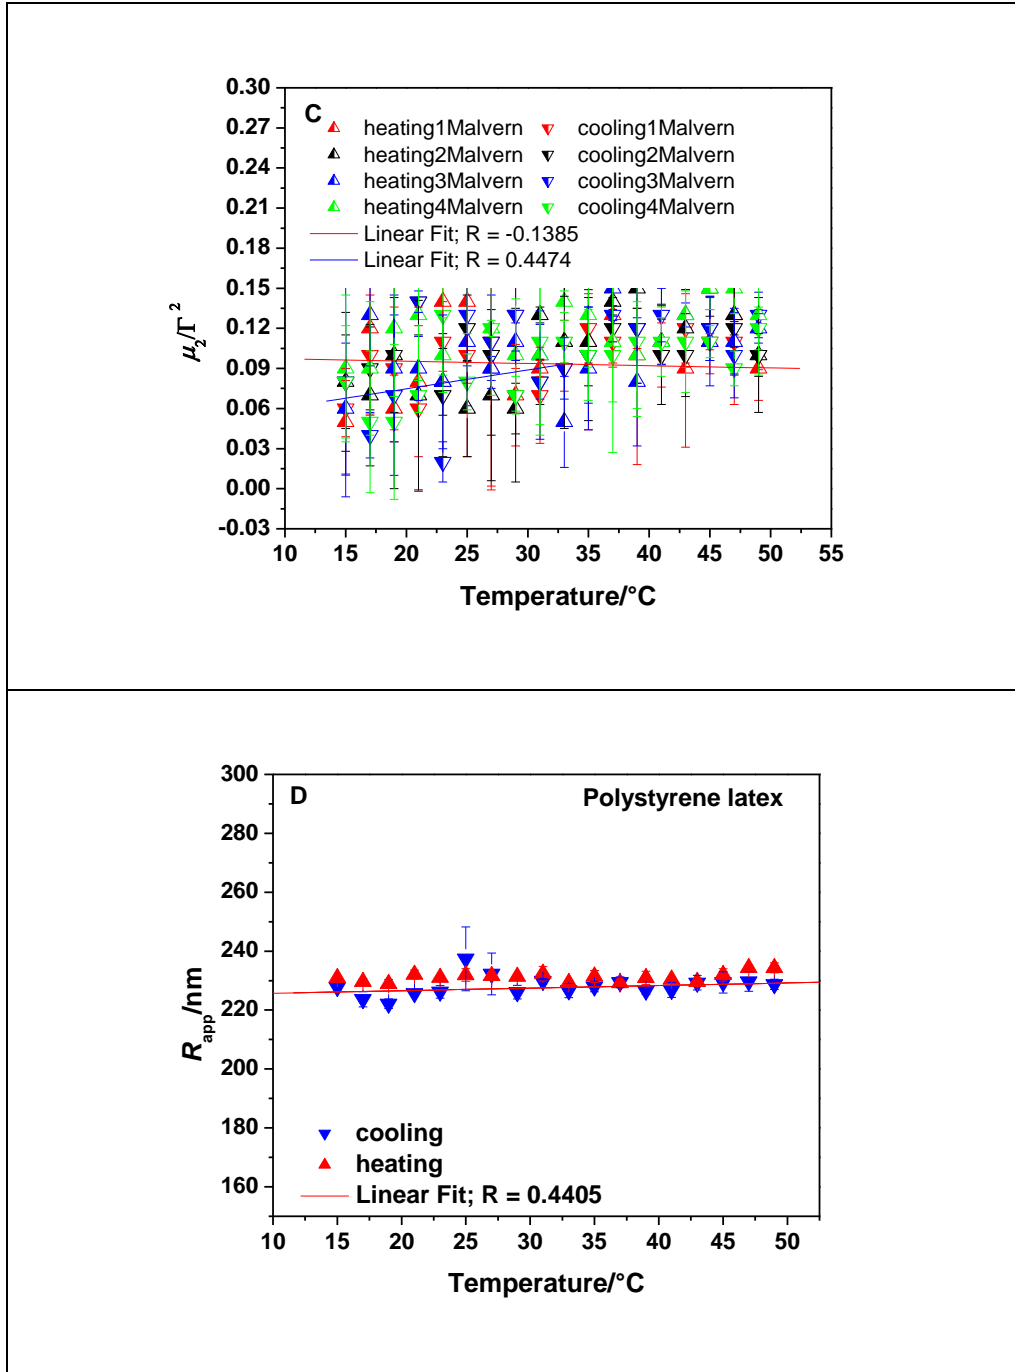 C
heating1Malvern cooling1Malvern
heating2Malvern cooling2Malvern
heating3Malvern cooling3Malvern
heating4Malvern cooling4Malvern
Linear Fit; R = -0.1385
Linear Fit; R = 0.4474
0.30
0.27
0.24
0.21
0.18
0.15
0.12
0.09
0.06
0.03
0.00
-0.03
μ₂/Γ²
10 15 20 25 30 35 40 45 50 55
Temperature/°C
D Polystyrene latex
300
280
260
240
220
200
180
160
R_app/nm
cooling
heating
Linear Fit; R = 0.4405
10 15 20 25 30 35 40 45 50
Temperature/°C